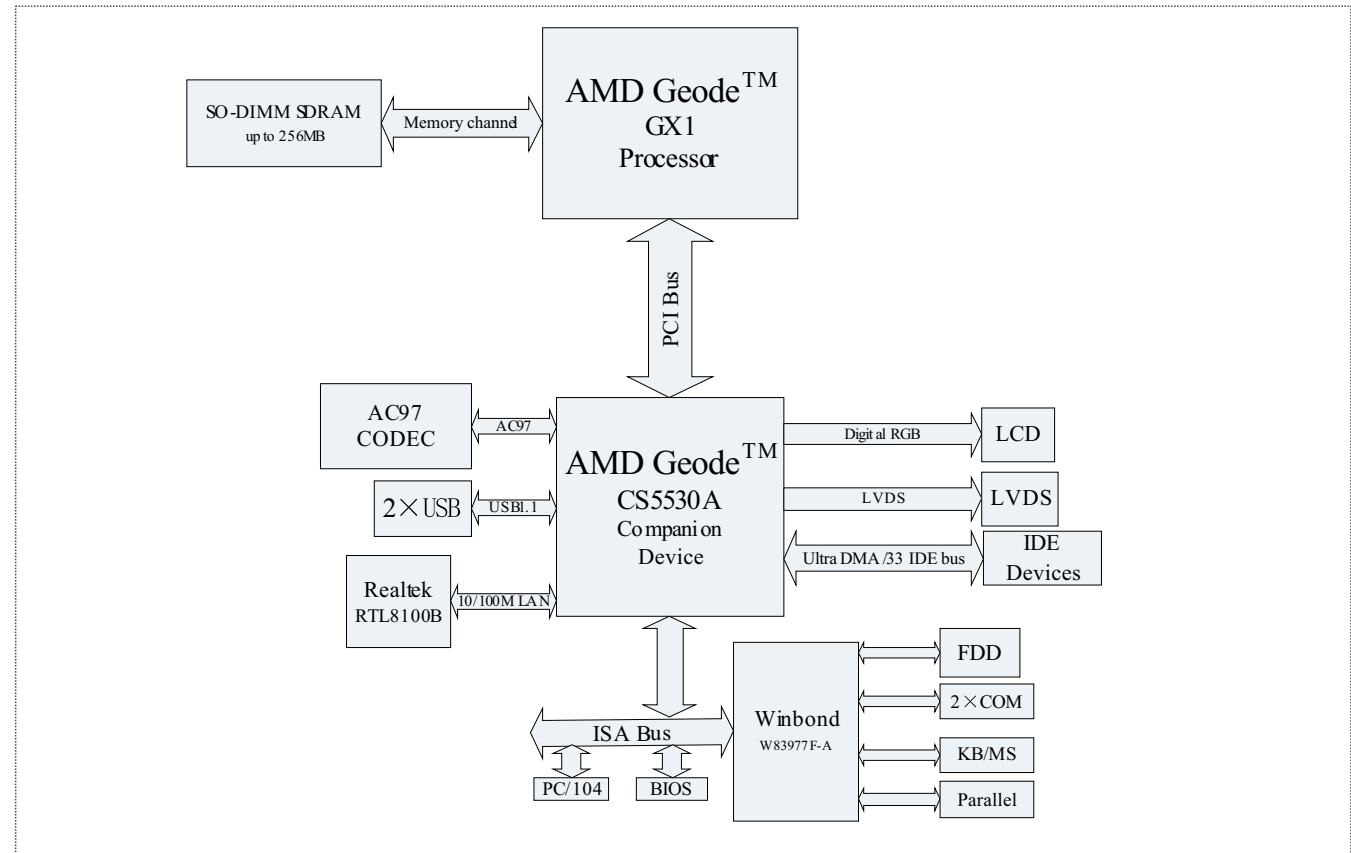 AMD Geode™
GX1
Processor
SO-DIMM SDRAM
up to 256MB
Memory channel
PCI Bus
AC97
CODEC
AC97
AMD Geode™
CS5530A
Companion
Device
Digital RGB
LCD
2×USB
USB1.1
LVDS
LVDS
Ultra DMA/33 IDE bus
IDE
Devices
Realtek
RTL8100B
10/100M LAN
ISA Bus
PC/104
BIOS
Winbond
W83977F-A
FDD
2×COM
KB/MS
Parallel